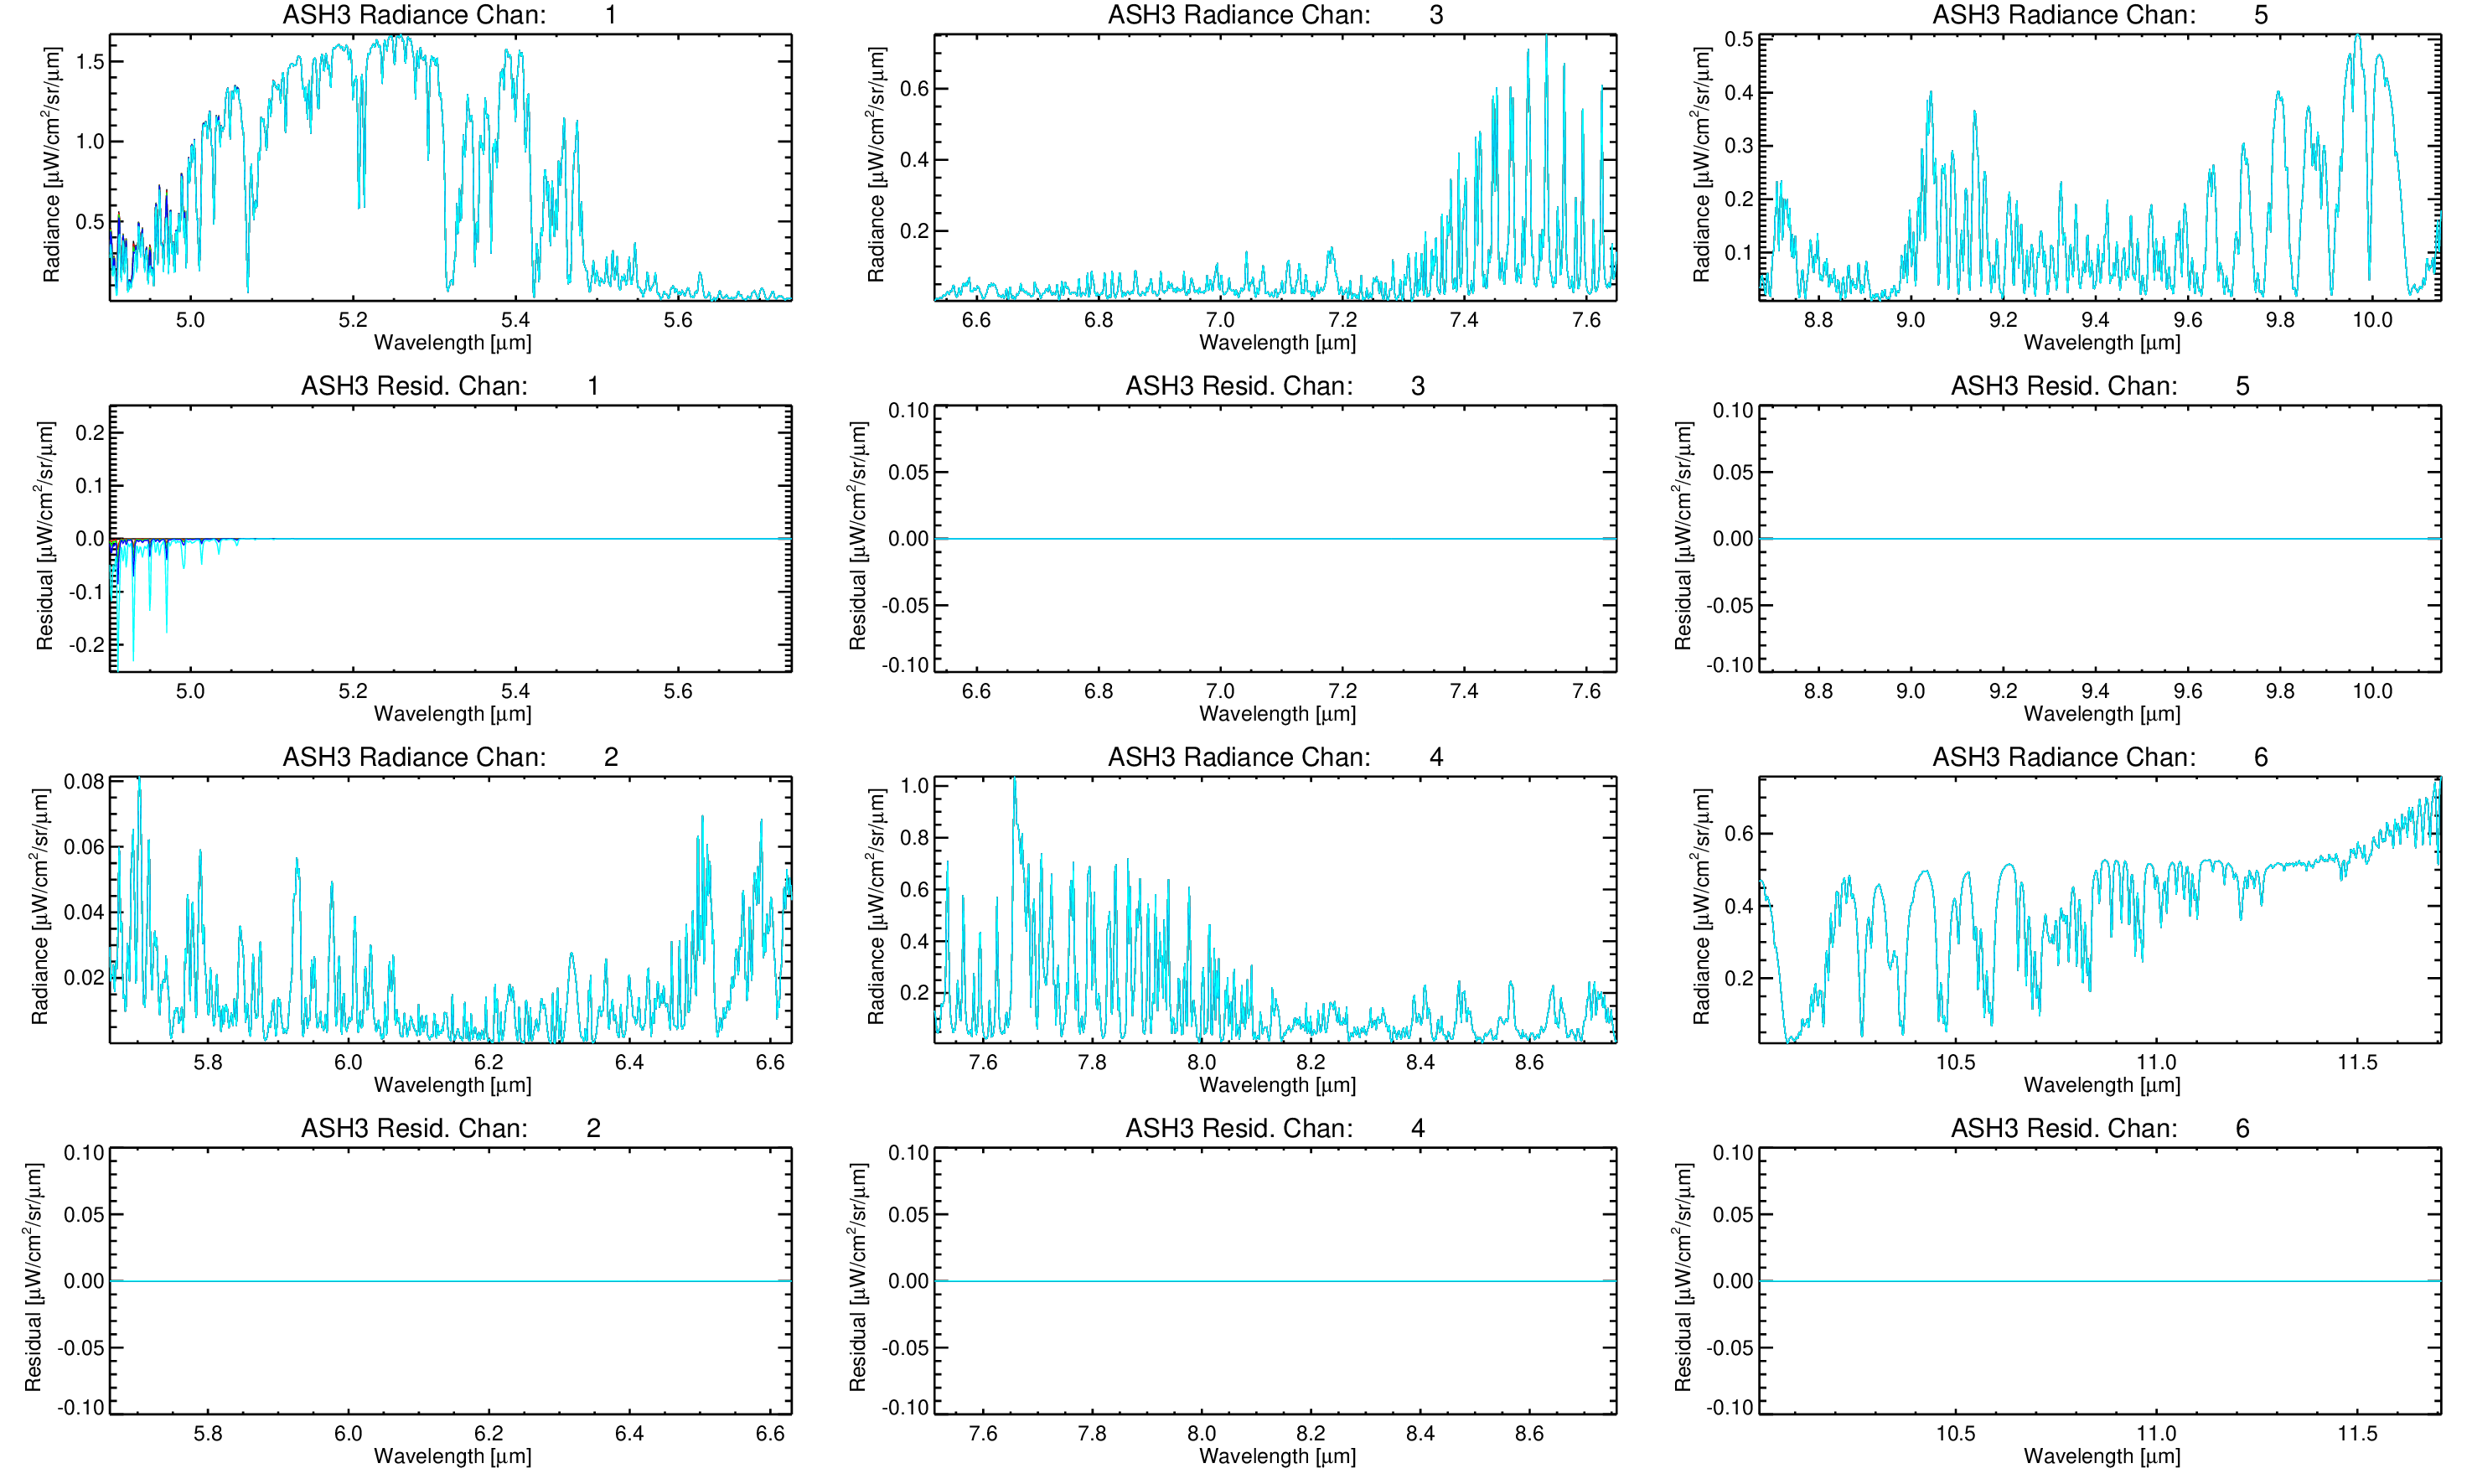 ASH3 Radiance Chan: 1
Radiance [μW/cm²/sr/μm]
1.5
1.0
0.5
5.0 5.2 5.4 5.6
Wavelength [μm]
ASH3 Radiance Chan: 3
Radiance [μW/cm²/sr/μm]
0.6
0.4
0.2
6.6 6.8 7.0 7.2 7.4 7.6
Wavelength [μm]
ASH3 Radiance Chan: 5
Radiance [μW/cm²/sr/μm]
0.5
0.4
0.3
0.2
0.1
8.8 9.0 9.2 9.4 9.6 9.8 10.0
Wavelength [μm]
ASH3 Resid. Chan: 1
Residual [μW/cm²/sr/μm]
0.2
0.1
0.0
-0.1
-0.2
5.0 5.2 5.4 5.6
Wavelength [μm]
ASH3 Resid. Chan: 3
Residual [μW/cm²/sr/μm]
0.10
0.05
0.00
-0.05
-0.10
6.6 6.8 7.0 7.2 7.4 7.6
Wavelength [μm]
ASH3 Resid. Chan: 5
Residual [μW/cm²/sr/μm]
0.10
0.05
0.00
-0.05
-0.10
8.8 9.0 9.2 9.4 9.6 9.8 10.0
Wavelength [μm]
ASH3 Radiance Chan: 2
Radiance [μW/cm²/sr/μm]
0.08
0.06
0.04
0.02
5.8 6.0 6.2 6.4 6.6
Wavelength [μm]
ASH3 Radiance Chan: 4
Radiance [μW/cm²/sr/μm]
1.0
0.8
0.6
0.4
0.2
7.6 7.8 8.0 8.2 8.4 8.6
Wavelength [μm]
ASH3 Radiance Chan: 6
Radiance [μW/cm²/sr/μm]
0.6
0.4
0.2
10.5 11.0 11.5
Wavelength [μm]
ASH3 Resid. Chan: 2
Residual [μW/cm²/sr/μm]
0.10
0.05
0.00
-0.05
-0.10
5.8 6.0 6.2 6.4 6.6
Wavelength [μm]
ASH3 Resid. Chan: 4
Residual [μW/cm²/sr/μm]
0.10
0.05
0.00
-0.05
-0.10
7.6 7.8 8.0 8.2 8.4 8.6
Wavelength [μm]
ASH3 Resid. Chan: 6
Residual [μW/cm²/sr/μm]
0.10
0.05
0.00
-0.05
-0.10
10.5 11.0 11.5
Wavelength [μm]